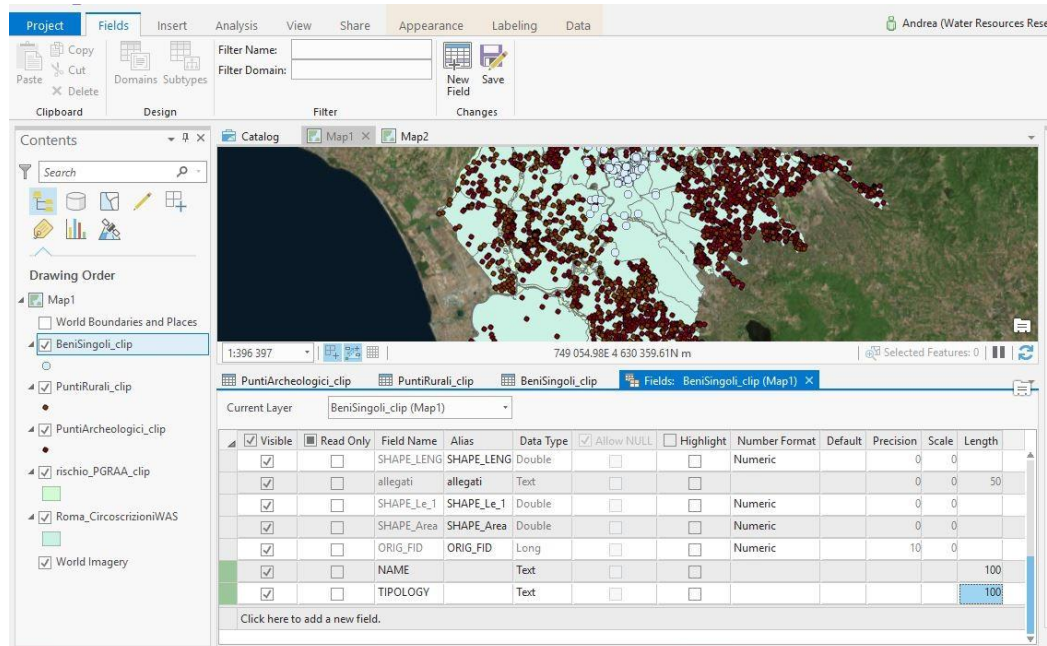 Project Fields Insert Analysis View Share Appearance Labeling Data Andrea (Water Resources Rese
Paste
Copy
Cut
Delete
Clipboard
Domains Subtypes
Design
Filter Name:
Filter Domain:
Filter
New Field
Save
Changes
Contents
Search
Drawing Order
Map1
World Boundaries and Places
BeniSingoli_clip
PuntiRurali_clip
PuntiArcheologici_clip
rischio_PGRAA_clip
Roma_CircoscrizioniWAS
World Imagery
Catalog Map1 Map2
1:396 397 749 054.98E 4 630 359.61N m Selected Features: 0
PuntiArcheologici_clip PuntiRurali_clip BeniSingoli_clip Fields: BeniSingoli_clip (Map1)
Current Layer BeniSingoli_clip (Map1)
Visible Read Only Field Name Alias Data Type Allow NULL Highlight Number Format Default Precision Scale Length
SHAPE_LENG SHAPE_LENG Double Numeric 0 0
allegati allegati Text 0 0 50
SHAPE_Le_1 SHAPE_Le_1 Double Numeric 0 0
SHAPE_Area SHAPE_Area Double Numeric 0 0
ORIG_FID ORIG_FID Long Numeric 10 0
NAME Text 100
TIPOLOGY Text 100
Click here to add a new field.